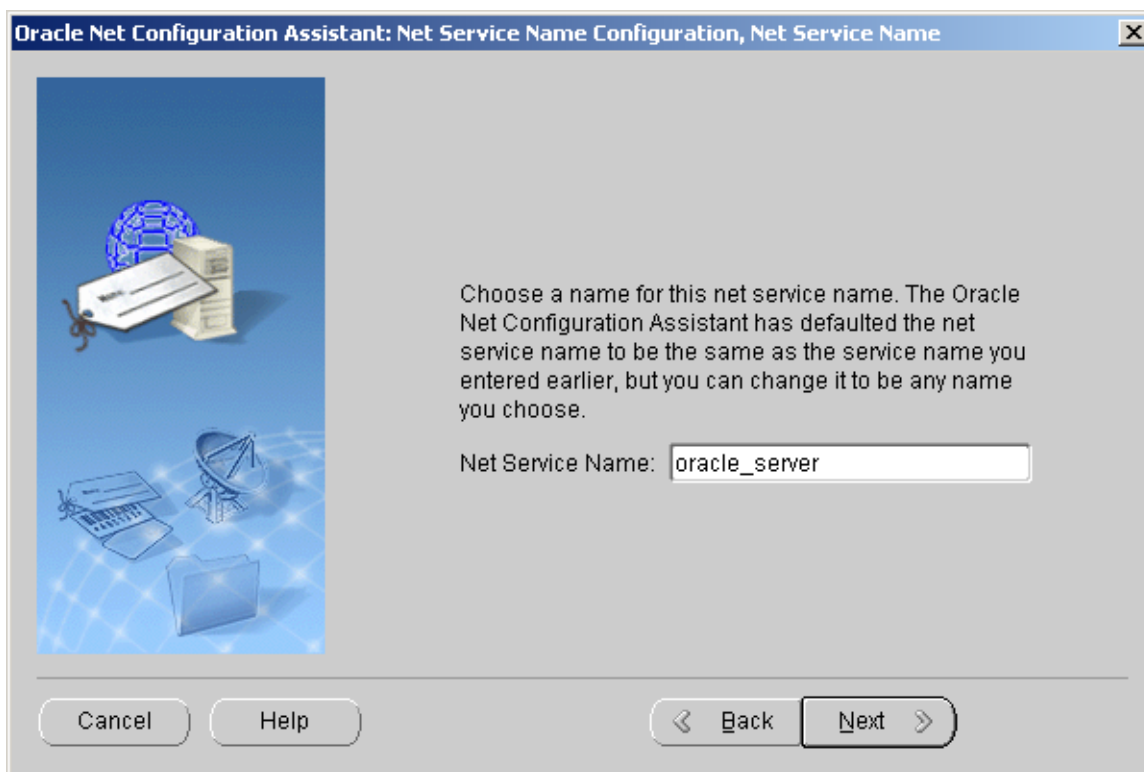 Oracle Net Configuration Assistant: Net Service Name Configuration, Net Service Name
Choose a name for this net service name. The Oracle
Net Configuration Assistant has defaulted the net
service name to be the same as the service name you
entered earlier, but you can change it to be any name
you choose.
Net Service Name: oracle_server
Cancel Help Back Next